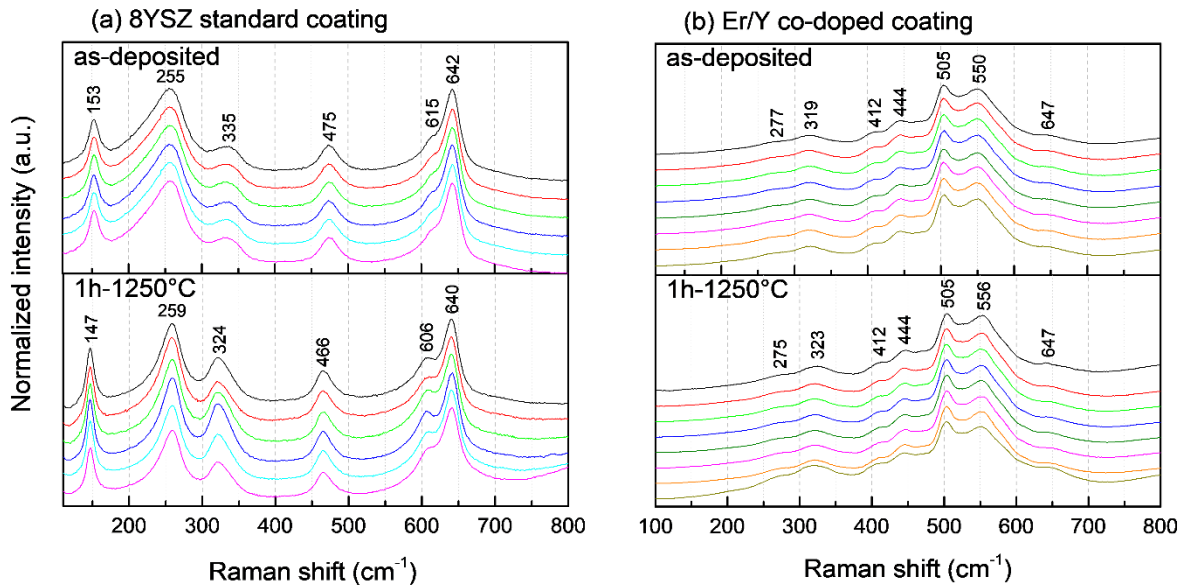 (a) 8YSZ standard coating
as-deposited
153
255
335
475
615
642
1h-1250°C
147
259
324
466
606
640
200 300 400 500 600 700 800
Raman shift (cm-1)
Normalized intensity (a.u.)
(b) Er/Y co-doped coating
as-deposited
277
319
412
444
505
550
647
1h-1250°C
275
323
412
444
505
556
647
100 200 300 400 500 600 700 800
Raman shift (cm-1)